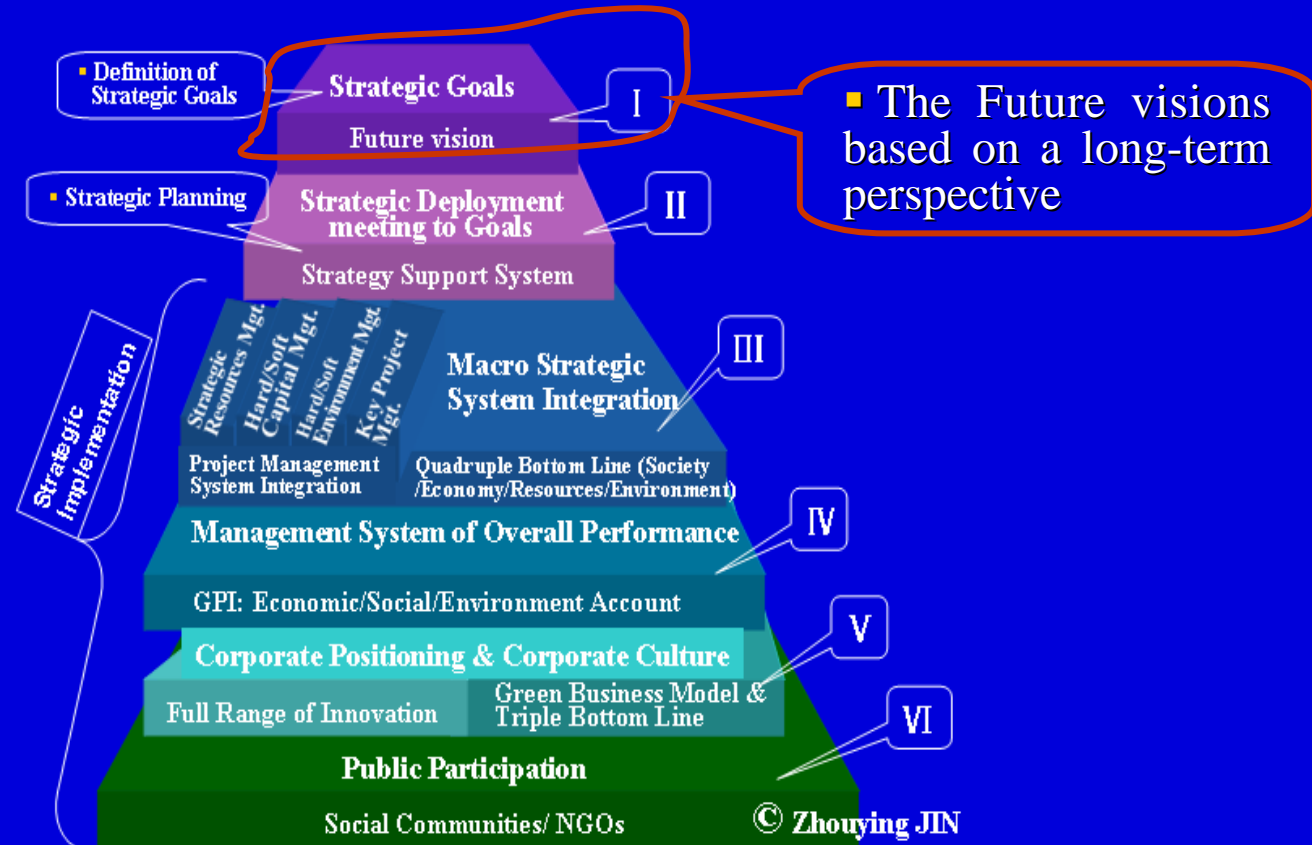 ▪ Definition of
Strategic Goals
Strategic Goals
I
Future vision
▪ The Future visions
based on a long-term
perspective
▪ Strategic Planning
Strategic Deployment
meeting to Goals
II
Strategy Support System
Strategic
Implementation
Strategic
Resources Mgt.
Hard/Soft
Capital Mgt.
Hard/Soft
Environment Mgt.
Key Project
Mgt.
Macro Strategic
System Integration
III
Project Management
System Integration
Quadruple Bottom Line (Society
/Economy/Resources/Environment)
Management System of Overall Performance
IV
GPI: Economic/Social/Environment Account
Corporate Positioning & Corporate Culture
V
Full Range of Innovation
Green Business Model &
Triple Bottom Line
VI
Public Participation
Social Communities/ NGOs
© Zhouying JIN